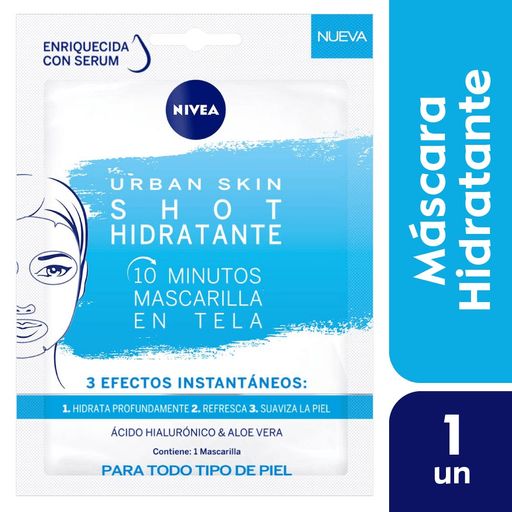 ENRIQUECIDA
CON SERUM
NUEVA
NIVEA
URBAN SKIN
SHOT
HIDRATANTE
10 MINUTOS
MASCARILLA
EN TELA
3 EFECTOS INSTANTÁNEOS:
1. HIDRATA PROFUNDAMENTE 2. REFRESCA 3. SUAVIZA LA PIEL
ÁCIDO HIALURÓNICO & ALOE VERA
Contiene: 1 Mascarilla
PARA TODO TIPO DE PIEL
Máscara
Hidratante
1
un